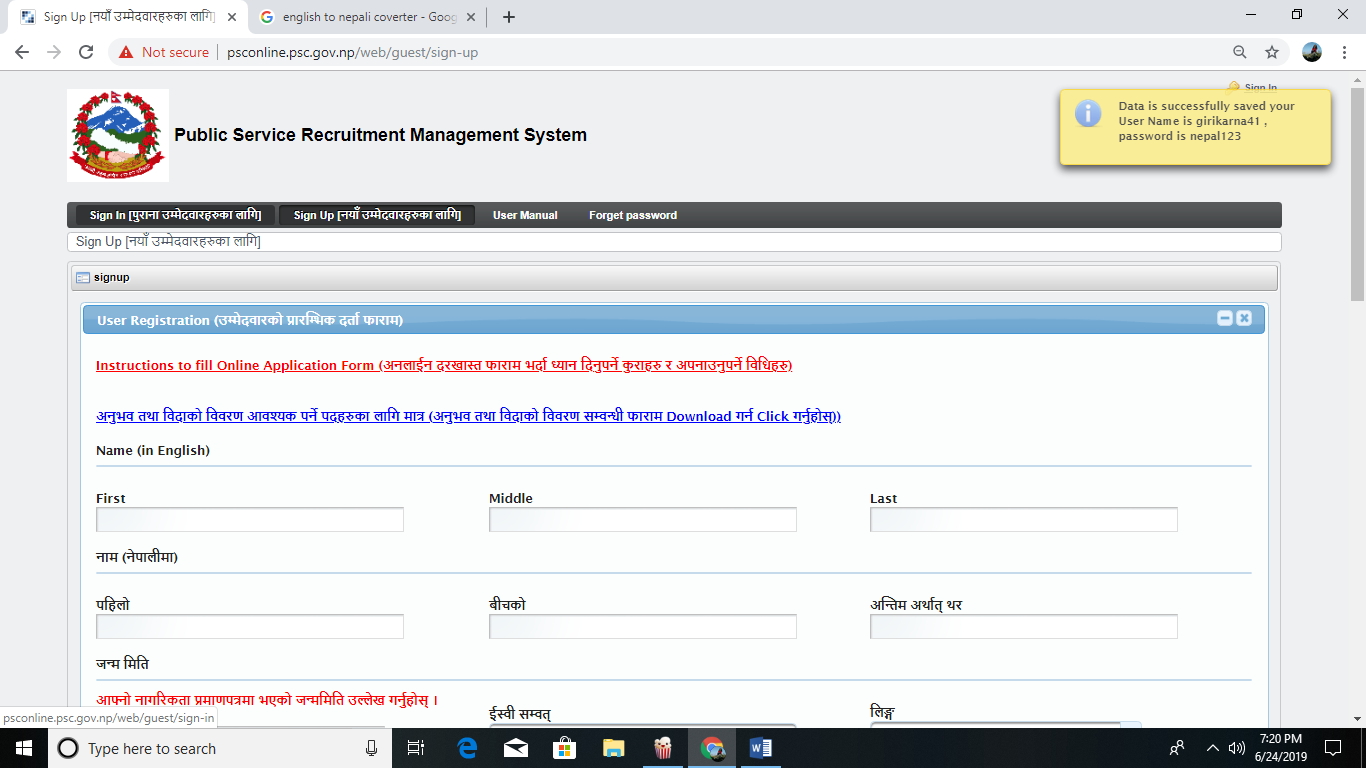 Sign Up [नयाँ उम्मेदवारहरुका लागि]
english to nepali coverter - Goog
Not secure
psconline.psc.gov.np/web/guest/sign-up
Sign In
Data is successfully saved your
User Name is girikarna41 ,
password is nepal123
Public Service Recruitment Management System
Sign In [पुराना उम्मेदवारहरुका लागि] Sign Up [नयाँ उम्मेदवारहरुका लागि] User Manual Forget password
Sign Up [नयाँ उम्मेदवारहरुका लागि]
signup
User Registration (उम्मेदवारको प्रारम्भिक दर्ता फाराम)
Instructions to fill Online Application Form (अनलाईन दरखास्त फाराम भर्दा ध्यान दिनुपर्ने कुराहरु र अपनाउनुपर्ने विधिहरु)
अनुभव तथा विदाको विवरण आवश्यक पर्ने पदहरुका लागि मात्र (अनुभव तथा विदाको विवरण सम्वन्धी फाराम Download गर्न Click गर्नुहोस्))
Name (in English)
First Middle Last
नाम (नेपालीमा)
पहिलो बीचको अन्तिम अर्थात् थर
जन्म मिति
आफ्नो नागरिकता प्रमाणपत्रमा भएको जन्ममिति उल्लेख गर्नुहोस् ।
ईस्वी सम्वत् लिङ्ग
psconline.psc.gov.np/web/guest/sign-in
Type here to search
7:20 PM
6/24/2019